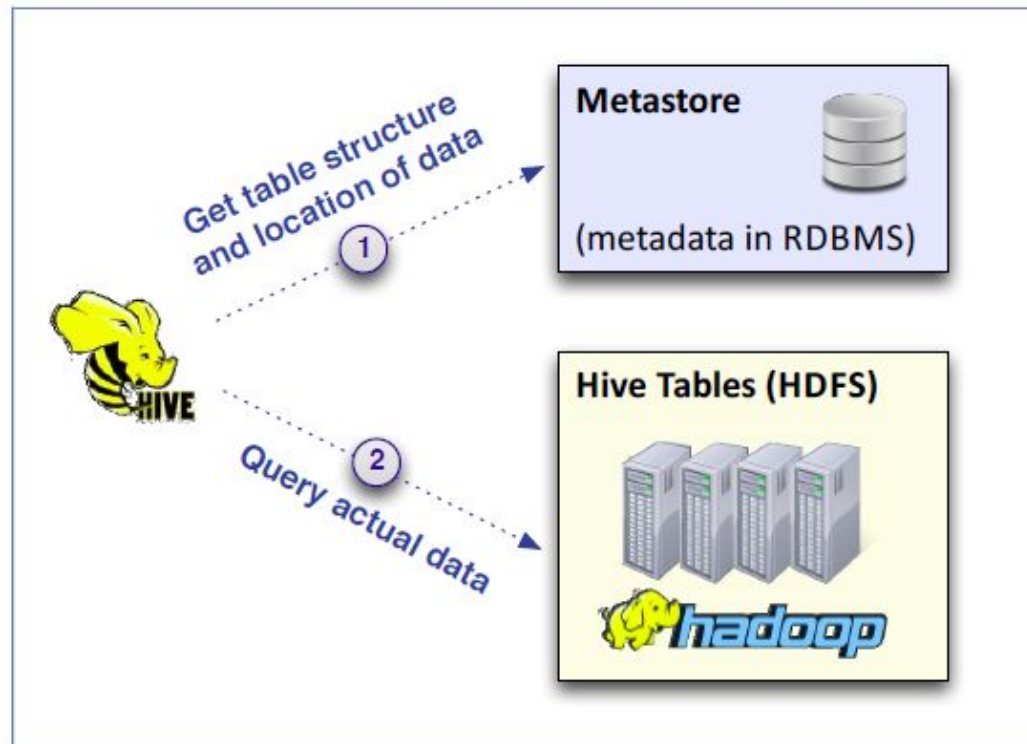 Get table structure
and location of data
1
Metastore
(metadata in RDBMS)
HIVE
2
Query actual data
Hive Tables (HDFS)
hadoop